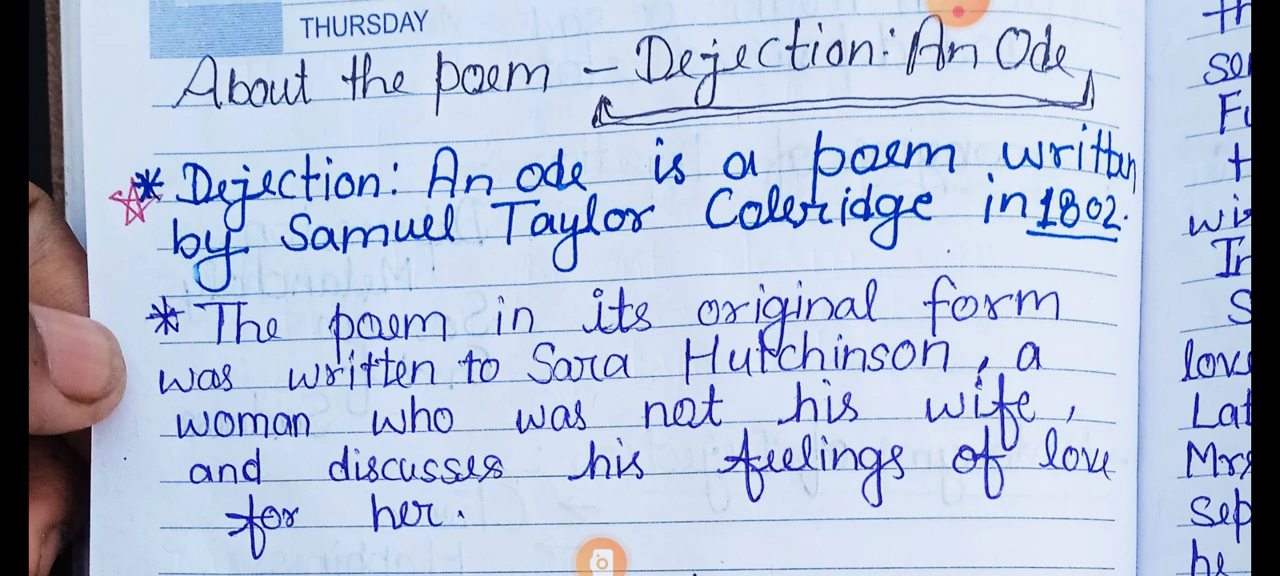 THURSDAY
About the poem - Dejection: An Ode
* Dejection: An ode is a poem written
by Samuel Taylor Coleridge in 1802.
* The poem in its original form
was written to Sara Hutchinson, a
woman who was not his wife,
and discusses his feelings of love
for her.